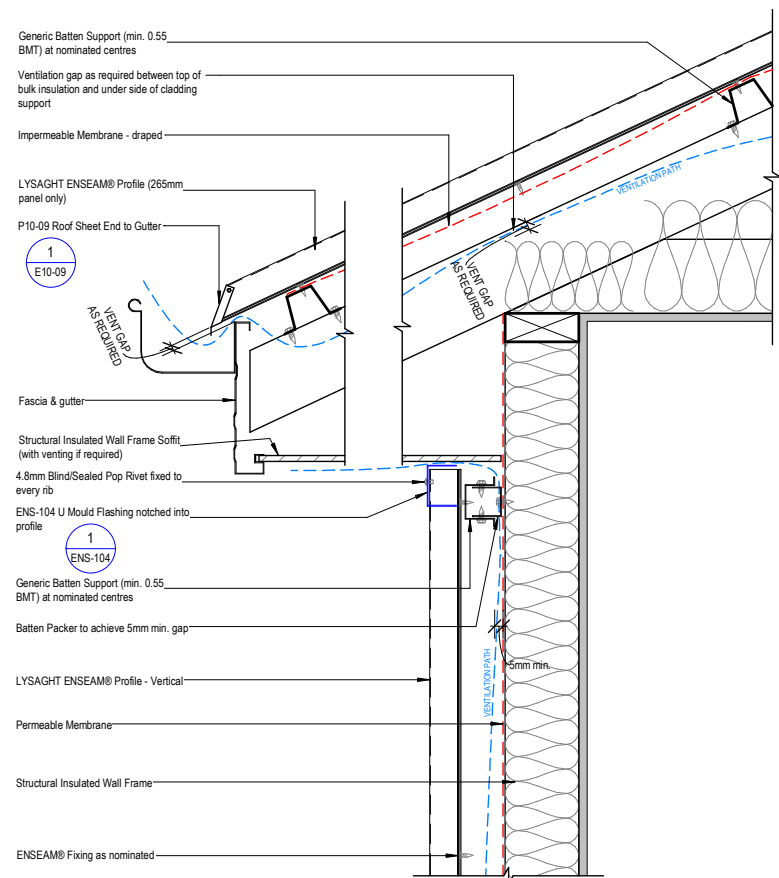 Generic Batten Support (min. 0.55
BMT) at nominated centres
Ventilation gap as required between top of
bulk insulation and under side of cladding
support
Impermeable Membrane - draped
LYSAGHT ENSEAM® Profile (265mm
panel only)
P10-09 Roof Sheet End to Gutter
1
E10-09
VENTILATION PATH
VENT GAP
AS REQUIRED
VENT GAP
AS REQUIRED
Fascia & gutter
Structural Insulated Wall Frame Soffit
(with venting if required)
4.8mm Blind/Sealed Pop Rivet fixed to
every rib
ENS-104 U Mould Flashing notched into
profile
1
ENS-104
Generic Batten Support (min. 0.55
BMT) at nominated centres
Batten Packer to achieve 5mm min. gap
5mm min.
VENTILATION PATH
LYSAGHT ENSEAM® Profile - Vertical
Permeable Membrane
Structural Insulated Wall Frame
ENSEAM® Fixing as nominated